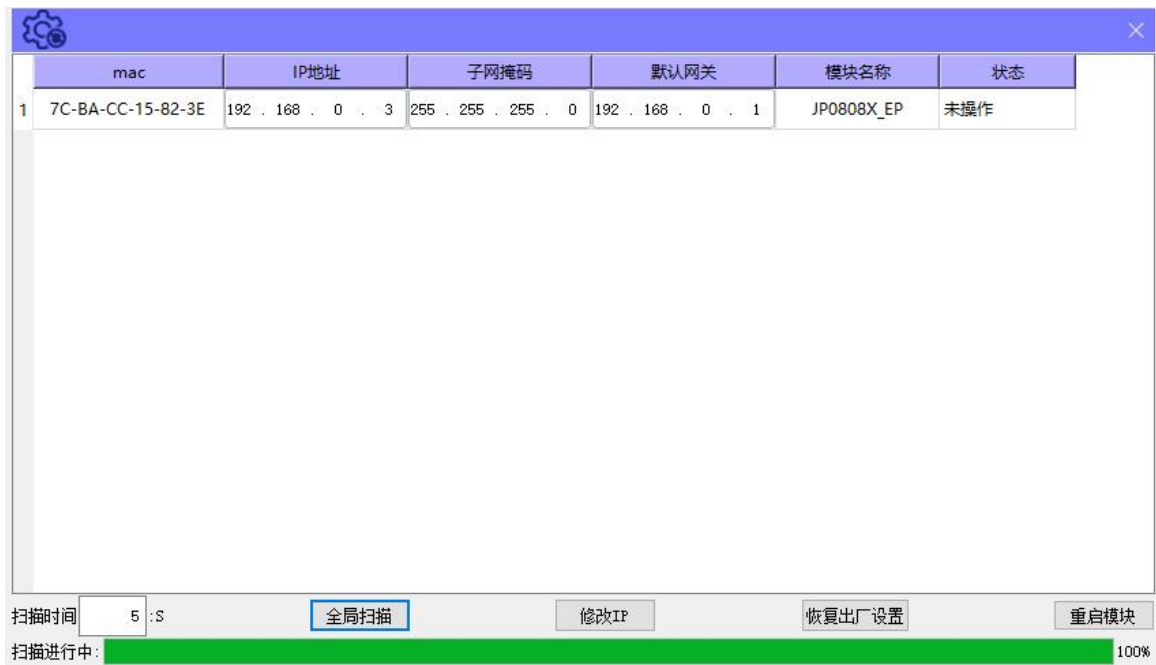 mac IP地址 子网掩码 默认网关 模块名称 状态
1 7C-BA-CC-15-82-3E 192 . 168 . 0 . 3 255 . 255 . 255 . 0 192 . 168 . 0 . 1 JP0808X_EP 未操作
扫描时间 5 :S 全局扫描 修改IP 恢复出厂设置 重启模块
扫描进行中: 100%